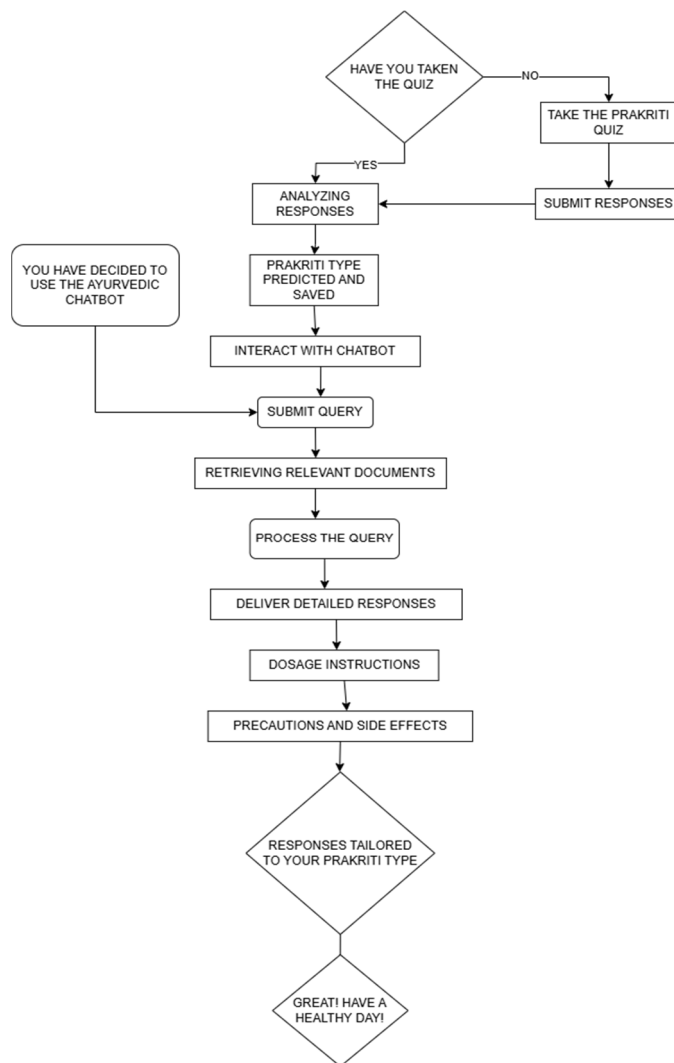 HAVE YOU TAKEN
THE QUIZ
NO
TAKE THE PRAKRITI
QUIZ
YES
SUBMIT RESPONSES
ANALYZING
RESPONSES
PRAKRITI TYPE
PREDICTED AND
SAVED
YOU HAVE DECIDED TO
USE THE AYURVEDIC
CHATBOT
INTERACT WITH CHATBOT
SUBMIT QUERY
RETRIEVING RELEVANT DOCUMENTS
PROCESS THE QUERY
DELIVER DETAILED RESPONSES
DOSAGE INSTRUCTIONS
PRECAUTIONS AND SIDE EFFECTS
RESPONSES TAILORED
TO YOUR PRAKRITI TYPE
GREAT! HAVE A
HEALTHY DAY!